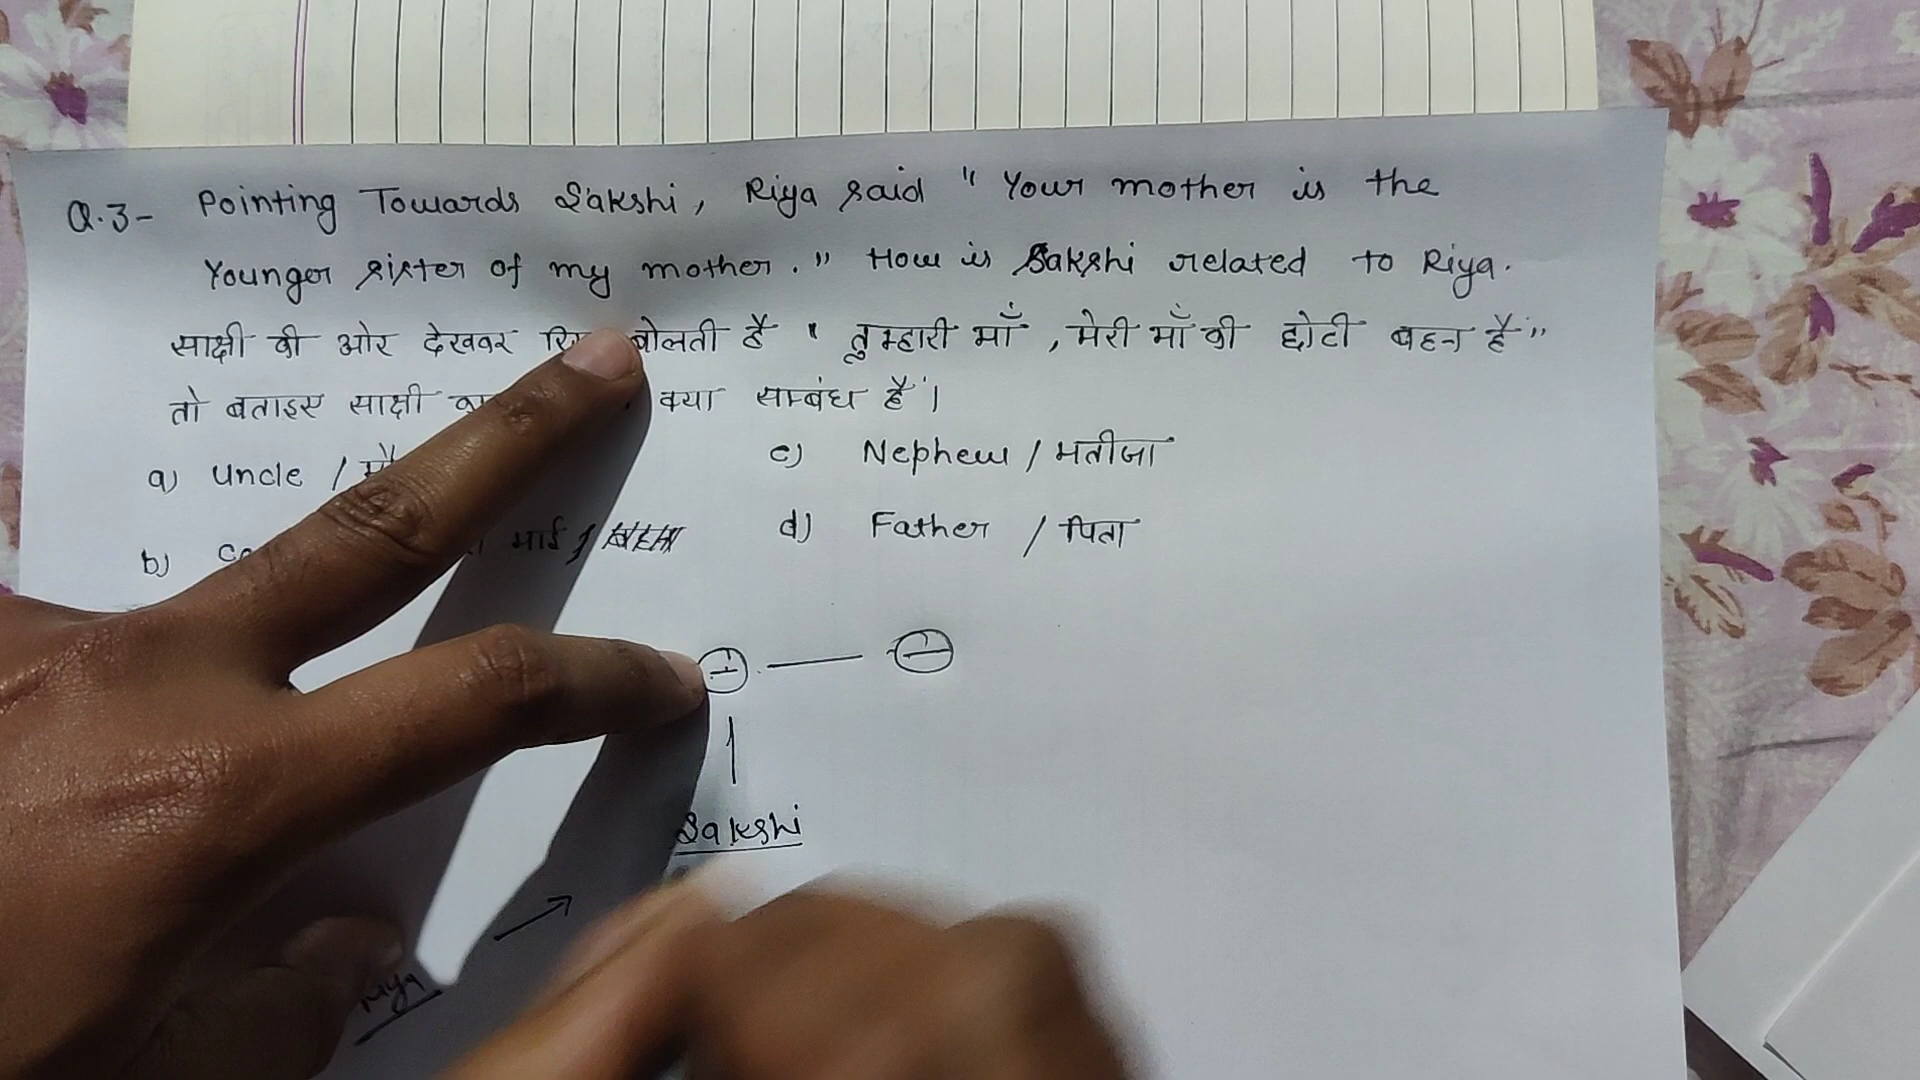 Q.3- Pointing Towards Sakshi, Riya said " Your mother is the
Younger sister of my mother." How is Sakshi related to Riya.
साक्षी की ओर देखकर बोलती है " तुम्हारी माँ , मेरी माँ की छोटी बहन है"
तो बताइए साक्षी क्या सम्बंध है।
a) Uncle /
c) Nephew / भतीजा
b) भाई /
d) Father / पिता
Sakshi